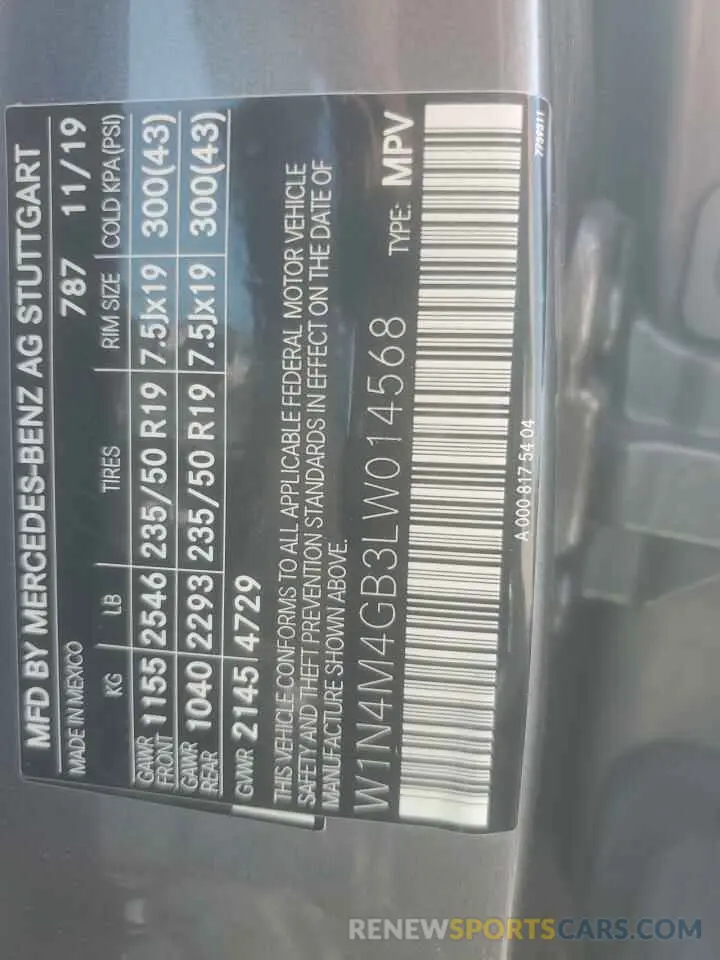 MFD BY MERCEDES-BENZ AG STUTTGART
MADE IN MEXICO 787 11/19
KG LB TIRES RIM SIZE COLD KPA(PSI)
GAWR FRONT 1155 2546 235/50 R19 7.5Jx19 300(43)
GAWR REAR 1040 2293 235/50 R19 7.5Jx19 300(43)
GVWR 2145 4729
THIS VEHICLE CONFORMS TO ALL APPLICABLE FEDERAL MOTOR VEHICLE
SAFETY AND THEFT PREVENTION STANDARDS IN EFFECT ON THE DATE OF
MANUFACTURE SHOWN ABOVE.
W1N4M4GB3LW014568 TYPE: MPV
A 000 817 54 04
7759311
RENEWSPORTSCARS.COM